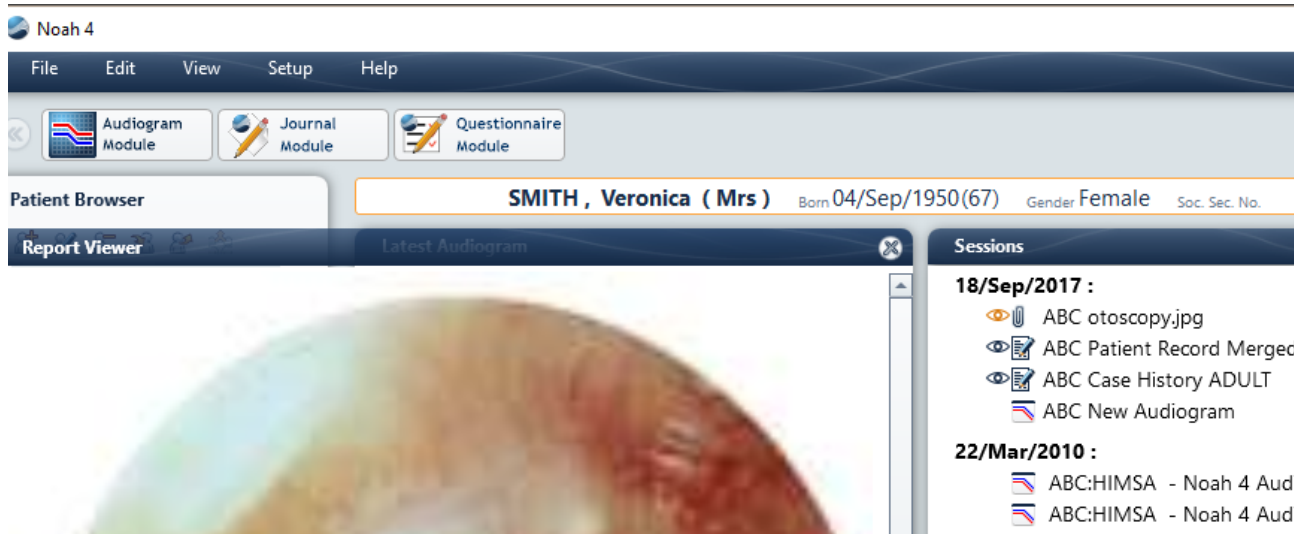 Noah 4
File Edit View Setup Help
Audiogram Module
Journal Module
Questionnaire Module
Patient Browser
SMITH , Veronica ( Mrs ) Born 04/Sep/1950(67) Gender Female Soc. Sec. No.
Report Viewer
Latest Audiogram
Sessions
18/Sep/2017 :
ABC otoscopy.jpg
ABC Patient Record Merged
ABC Case History ADULT
ABC New Audiogram
22/Mar/2010 :
ABC:HIMSA - Noah 4 Aud
ABC:HIMSA - Noah 4 Aud